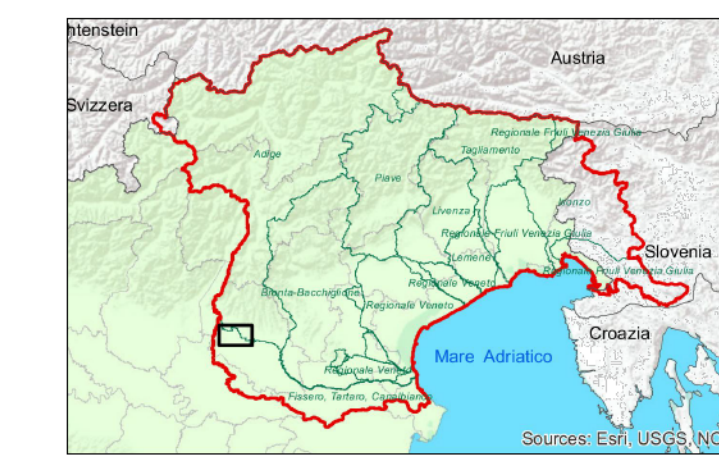 htenstein
Austria
Svizzera
Regionale Friuli Venezia Giulia
Tagliamento
Adige
Piave
Isonzo
Livenza
Regionale Friuli Venezia Giulia
Slovenia
Lemene
Regionale Friuli Venezia Giulia
Regionale Veneto
Brenta-Bacchiglione
Regionale Veneto
Croazia
Mare Adriatico
Regionale Veneto
Fissero, Tartaro, Canalbianco
Sources: Esri, USGS, NO